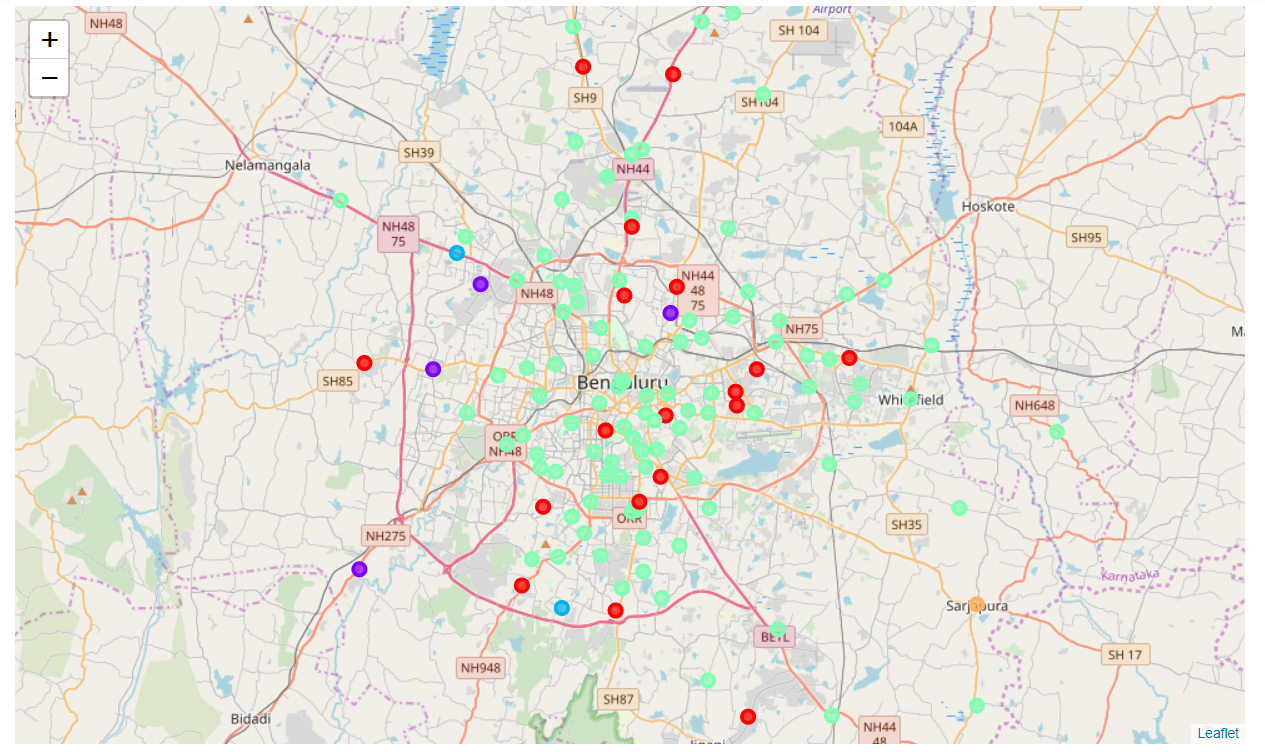 +
−
Airport
NH48
SH 104
SH9
SH104
104A
SH39
NH44
Nelamangala
Hoskote
NH48
75
SH95
NH44
48
75
NH48
NH75
SH85
Bengaluru
Whitefield
NH648
NH48
ORR
SH35
NH275
Karnataka
Sarjapura
BETL
SH 17
NH948
SH87
Bidadi
NH44
48
Leaflet